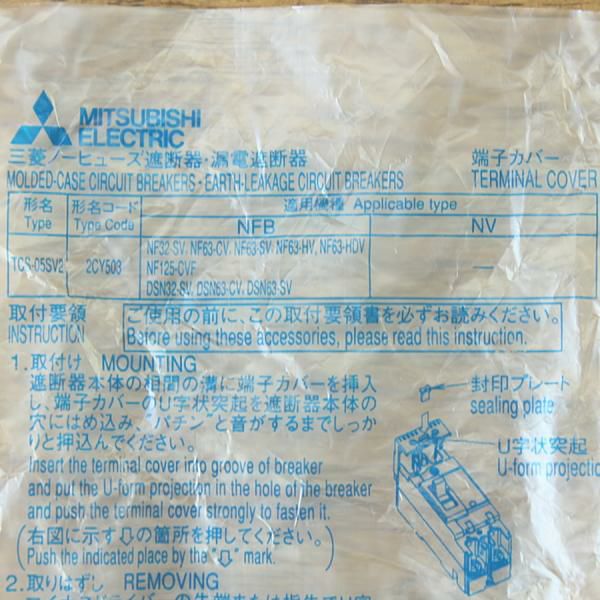 MITSUBISHI
ELECTRIC
三菱ノーヒューズ遮断器・漏電遮断器 端子カバー
MOLDED-CASE CIRCUIT BREAKERS・EARTH-LEAKAGE CIRCUIT BREAKERS TERMINAL COVER
形名 形名コード 適用機種 Applicable type
Type Type Code NFB NV
TCS-05SV2 2CY503 NF32-SV, NF63-CV, NF63-SV, NF63-HV, NF63-HDV —
NF125-CVF
DSN32-SV, DSN63-CV, DSN63-SV
取付要領 ご使用の前に、この取付要領書を必ずお読みください。
INSTRUCTION Before using these accessories, please read this instruction.
1.取付け MOUNTING
遮断器本体の相間の溝に端子カバーを挿入
し、端子カバーのU字状突起を遮断器本体の
穴にはめ込み、"パチン"と音がするまでしっか
りと押込んでください。
Insert the terminal cover into groove of breaker
and put the U-form projection in the hole of the breaker
and push the terminal cover strongly to fasten it.
(右図に示す⇩の箇所を押してください。
Push the indicated place by the "⇩" mark.)
封印プレート
sealing plate
U字状突起
U-form projectio
2.取りはずし REMOVING